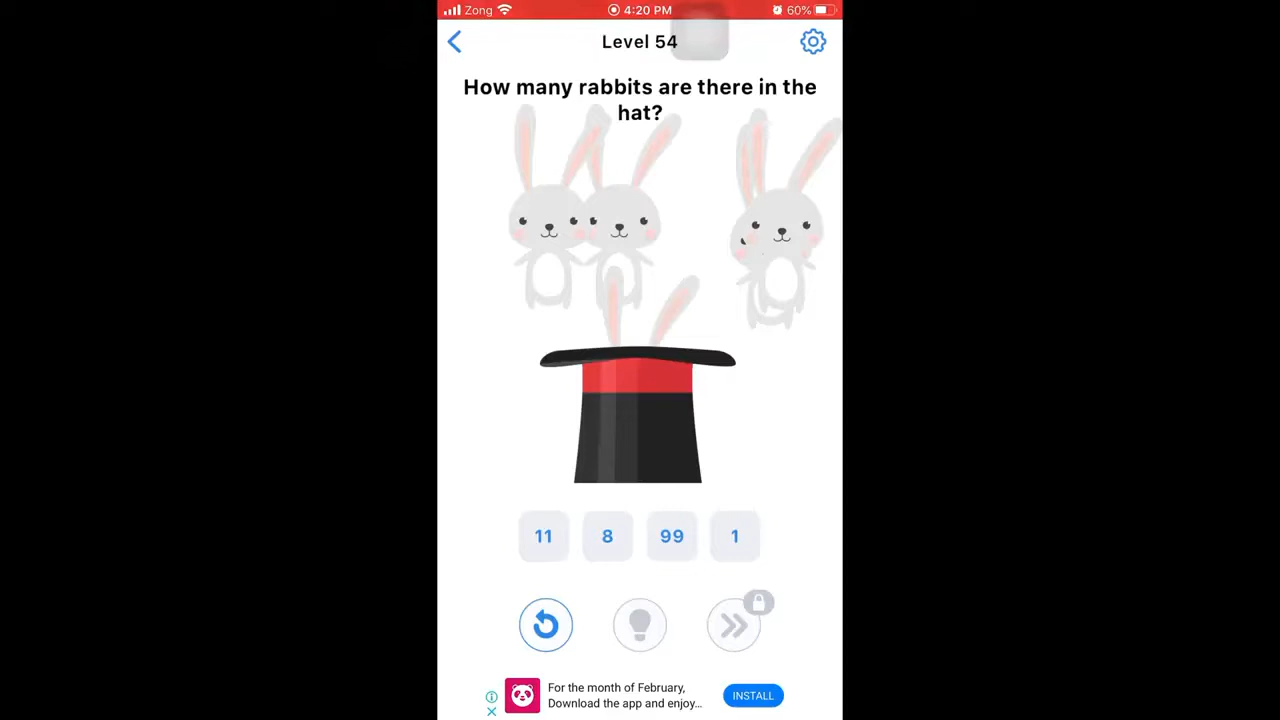 Zong
4:20 PM
60%
Level 54
How many rabbits are there in the
hat?
11
8
99
1
For the month of February,
Download the app and enjoy...
INSTALL